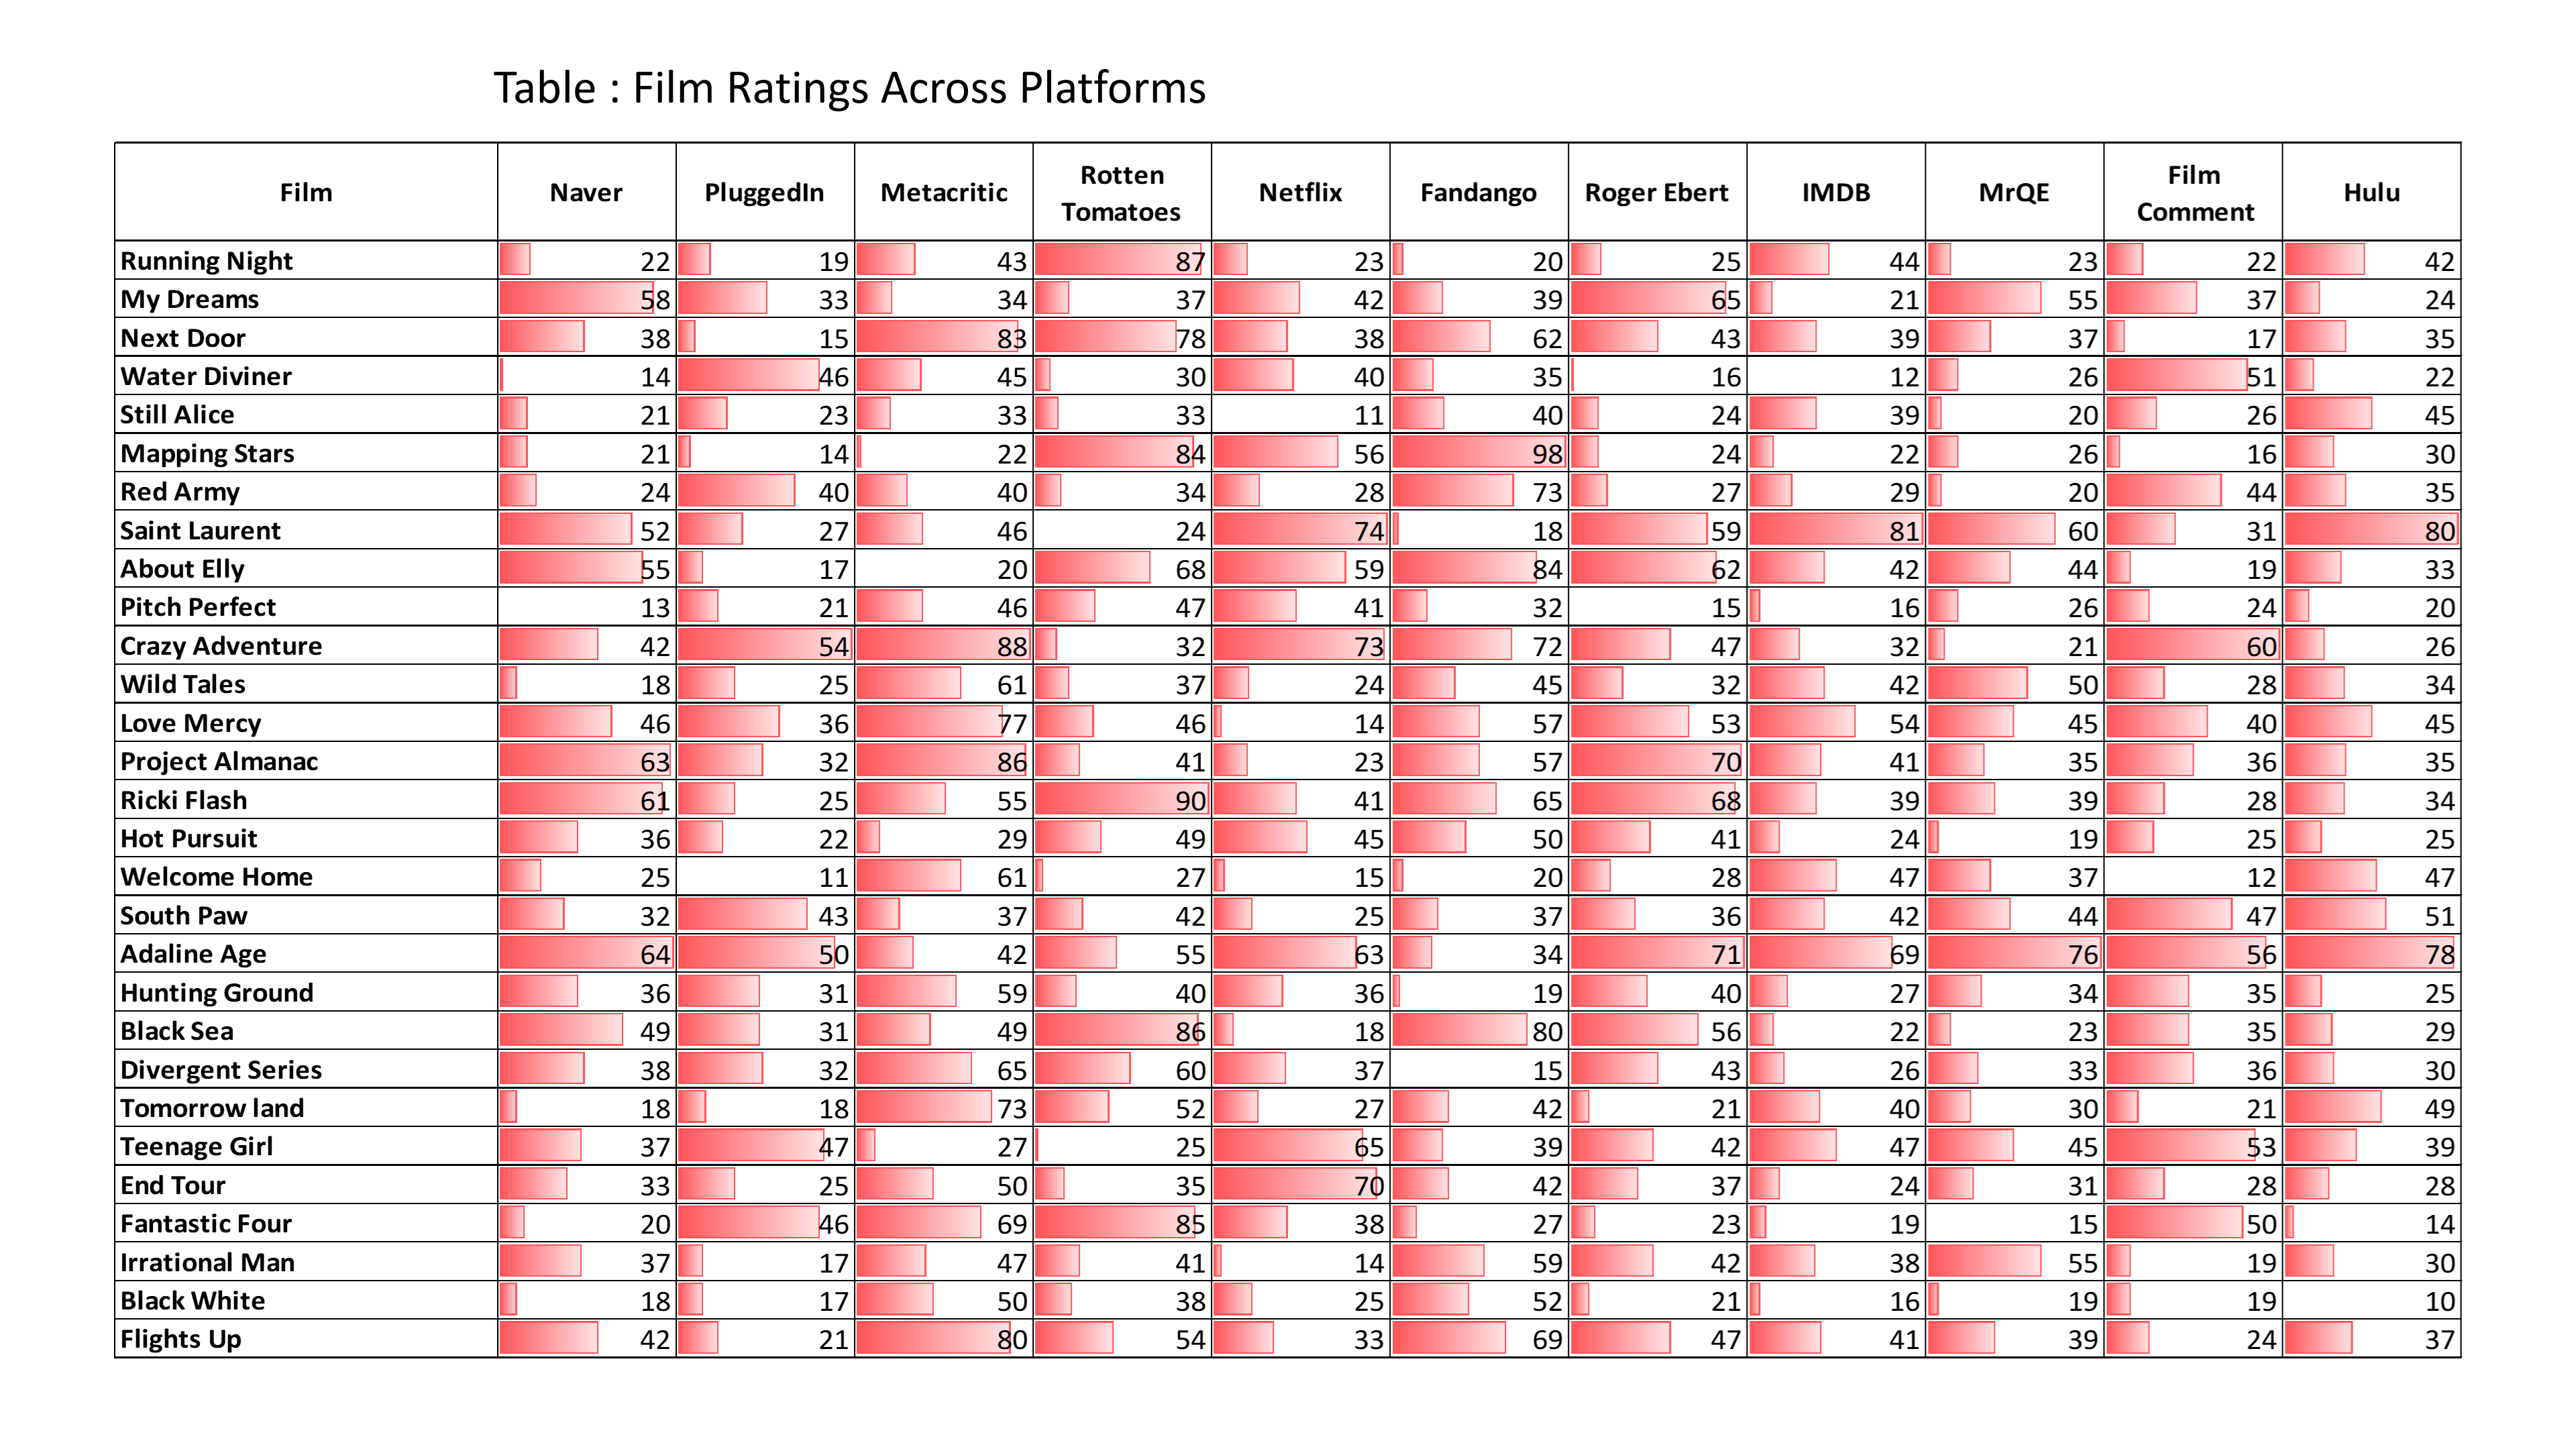 Table : Film Ratings Across Platforms
Film Naver PluggedIn Metacritic Rotten Tomatoes Netflix Fandango Roger Ebert IMDB MrQE Film Comment Hulu
Running Night 22 19 43 87 23 20 25 44 23 22 42
My Dreams 58 33 34 37 42 39 65 21 55 37 24
Next Door 38 15 83 78 38 62 43 39 37 17 35
Water Diviner 14 46 45 30 40 35 16 12 26 51 22
Still Alice 21 23 33 33 11 40 24 39 20 26 45
Mapping Stars 21 14 22 84 56 98 24 22 26 16 30
Red Army 24 40 40 34 28 73 27 29 20 44 35
Saint Laurent 52 27 46 24 74 18 59 81 60 31 80
About Elly 55 17 20 68 59 84 62 42 44 19 33
Pitch Perfect 13 21 46 47 41 32 15 16 26 24 20
Crazy Adventure 42 54 88 32 73 72 47 32 21 60 26
Wild Tales 18 25 61 37 24 45 32 42 50 28 34
Love Mercy 46 36 77 46 14 57 53 54 45 40 45
Project Almanac 63 32 86 41 23 57 70 41 35 36 35
Ricki Flash 61 25 55 90 41 65 68 39 39 28 34
Hot Pursuit 36 22 29 49 45 50 41 24 19 25 25
Welcome Home 25 11 61 27 15 20 28 47 37 12 47
South Paw 32 43 37 42 25 37 36 42 44 47 51
Adaline Age 64 50 42 55 63 34 71 69 76 56 78
Hunting Ground 36 31 59 40 36 19 40 27 34 35 25
Black Sea 49 31 49 86 18 80 56 22 23 35 29
Divergent Series 38 32 65 60 37 15 43 26 33 36 30
Tomorrow land 18 18 73 52 27 42 21 40 30 21 49
Teenage Girl 37 47 27 25 65 39 42 47 45 53 39
End Tour 33 25 50 35 70 42 37 24 31 28 28
Fantastic Four 20 46 69 85 38 27 23 19 15 50 14
Irrational Man 37 17 47 41 14 59 42 38 55 19 30
Black White 18 17 50 38 25 52 21 16 19 19 10
Flights Up 42 21 80 54 33 69 47 41 39 24 37